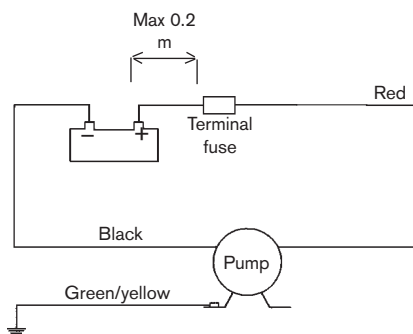 Max 0.2
m
Red
− +
Terminal
fuse
Black
Pump
Green/yellow